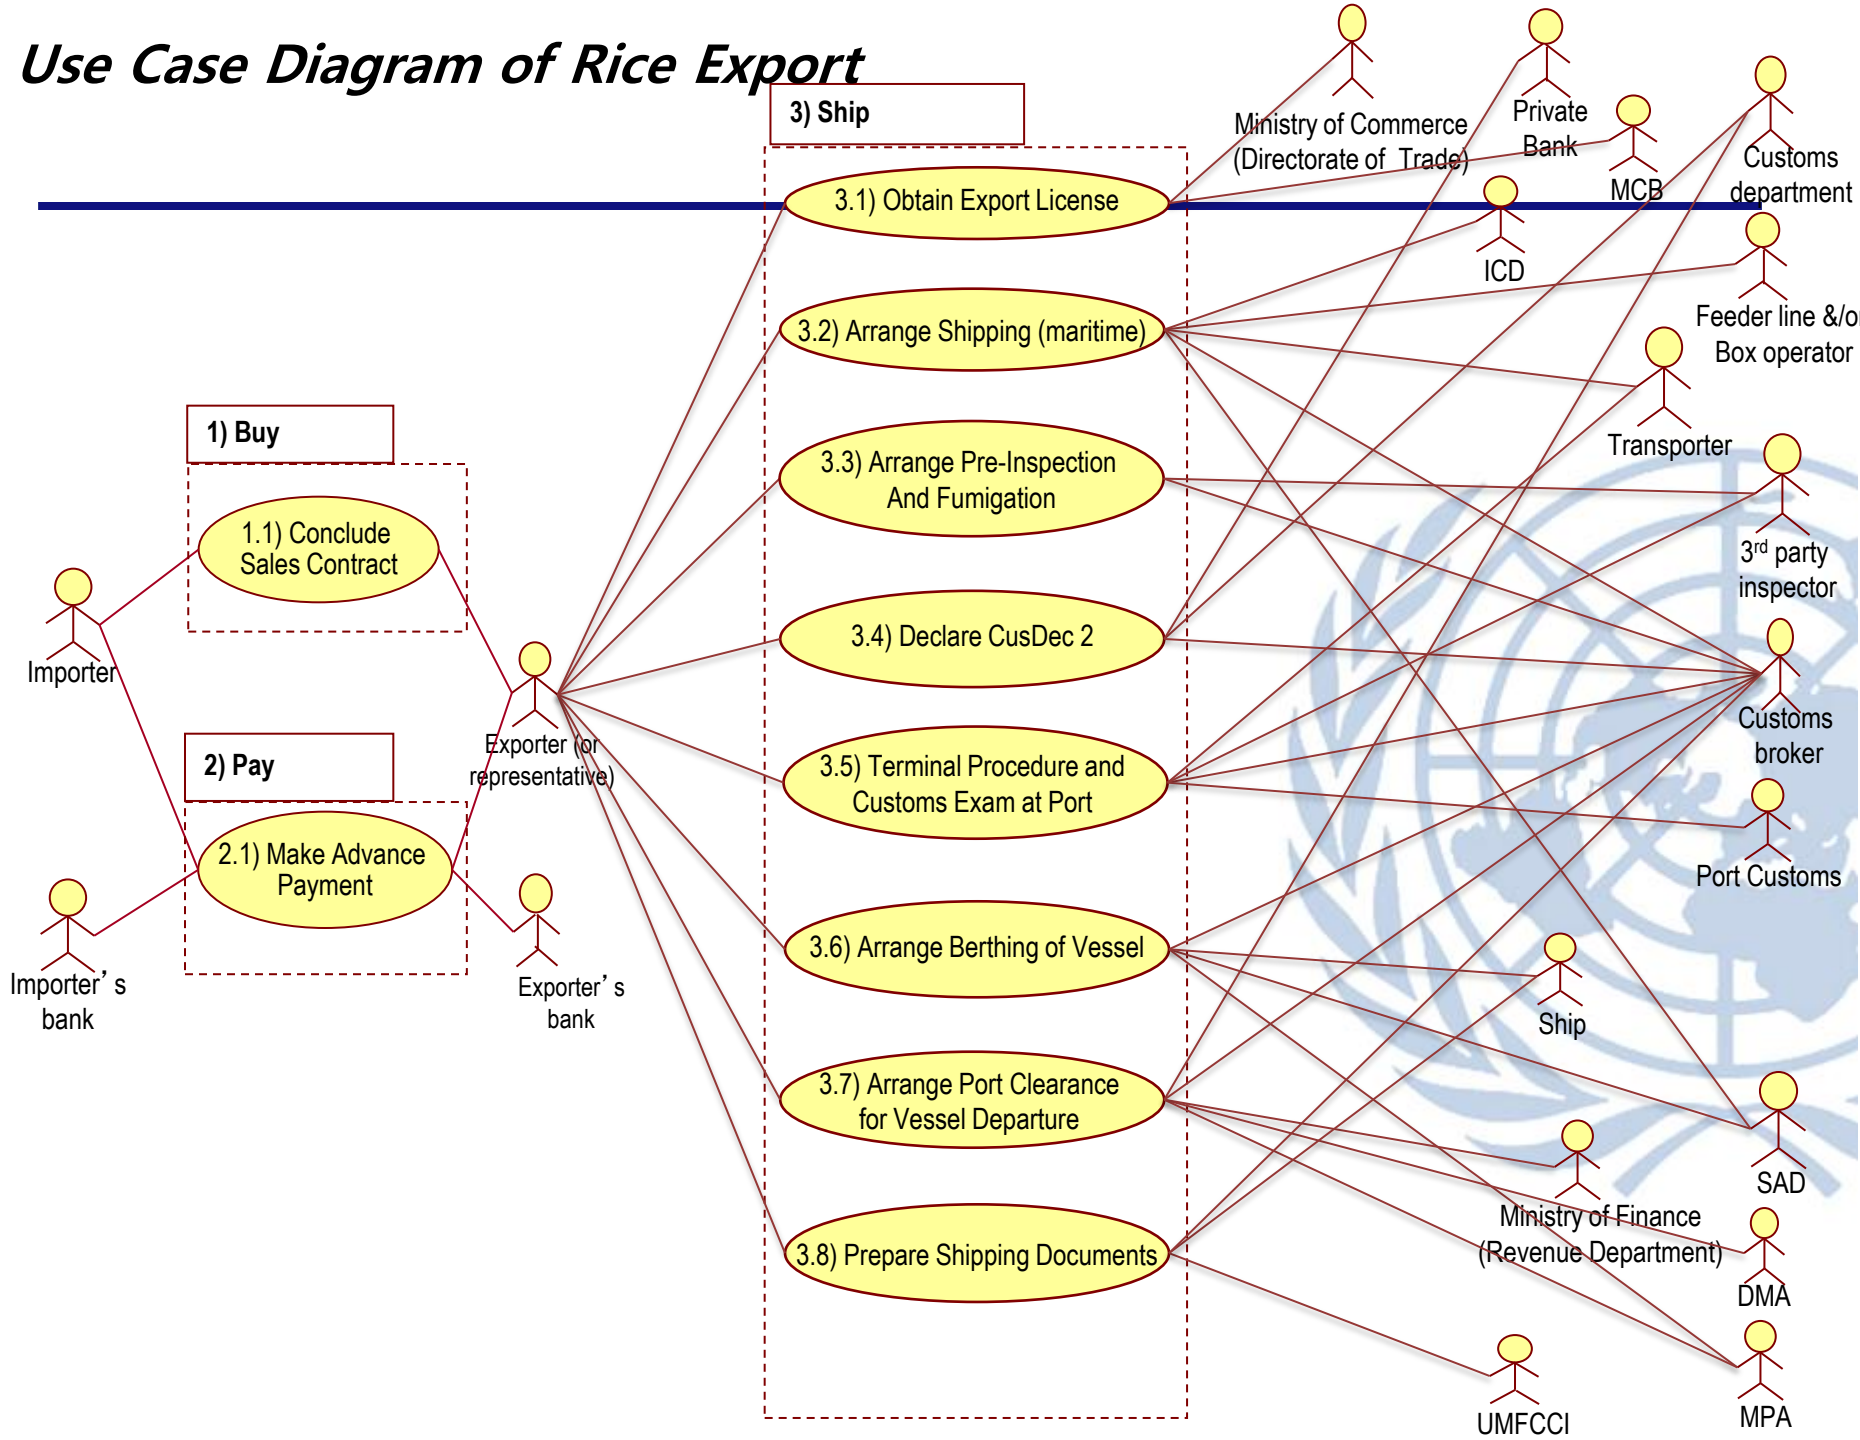 Use Case Diagram of Rice Export
3) Ship
Ministry of Commerce
(Directorate of Trade)
Private
Bank
MCB
Customs
department
3.1) Obtain Export License
ICD
Feeder line &/or
Box operator
3.2) Arrange Shipping (maritime)
Transporter
1) Buy
3.3) Arrange Pre-Inspection
And Fumigation
1.1) Conclude
Sales Contract
3rd party
inspector
Importer
3.4) Declare CusDec 2
Customs
broker
Exporter (or
representative)
2) Pay
3.5) Terminal Procedure and
Customs Exam at Port
2.1) Make Advance
Payment
Port Customs
3.6) Arrange Berthing of Vessel
Importer’s
bank
Exporter’s
bank
Ship
3.7) Arrange Port Clearance
for Vessel Departure
SAD
Ministry of Finance
(Revenue Department)
3.8) Prepare Shipping Documents
DMA
UMFCCI
MPA